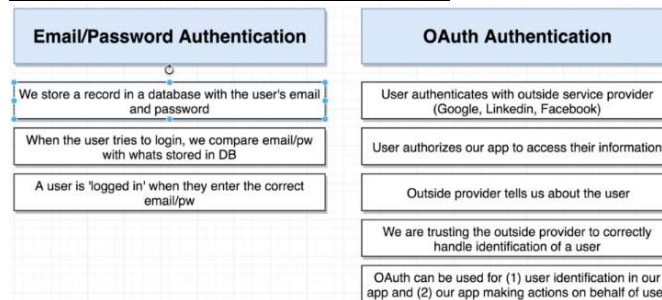 Email/Password Authentication
We store a record in a database with the user's email
and password
When the user tries to login, we compare email/pw
with whats stored in DB
A user is 'logged in' when they enter the correct
email/pw
OAuth Authentication
User authenticates with outside service provider
(Google, Linkedin, Facebook)
User authorizes our app to access their information
Outside provider tells us about the user
We are trusting the outside provider to correctly
handle identification of a user
OAuth can be used for (1) user identification in our
app and (2) our app making actions on behalf of use